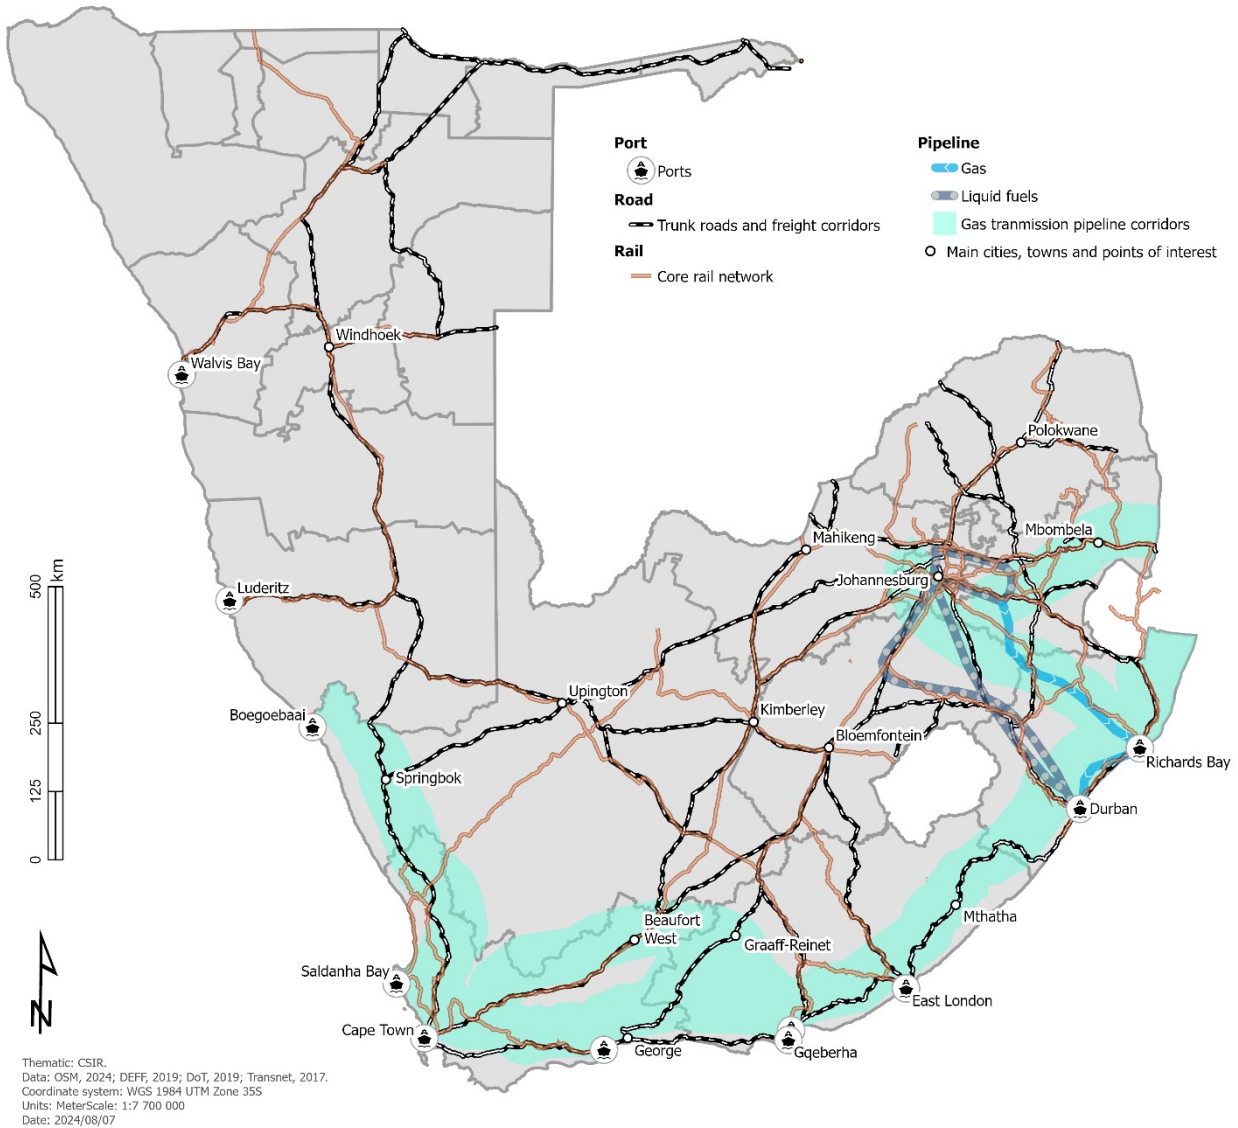 Port
Ports
Road
Trunk roads and freight corridors
Rail
Core rail network
Pipeline
Gas
Liquid fuels
Gas tranmission pipeline corridors
Main cities, towns and points of interest
Windhoek
Walvis Bay
Polokwane
Mbombela
Mahikeng
Johannesburg
Luderitz
Upington
Boegoebaai
Kimberley
Bloemfontein
Richards Bay
Springbok
Durban
Mthatha
Beaufort
West
Graaff-Reinet
Saldanha Bay
East London
Cape Town
George
Gqeberha
500
km
250
125
0
N
Thematic: CSIR.
Data: OSM, 2024; DEFF, 2019; DoT, 2019; Transnet, 2017.
Coordinate system: WGS 1984 UTM Zone 35S
Units: MeterScale: 1:7 700 000
Date: 2024/08/07